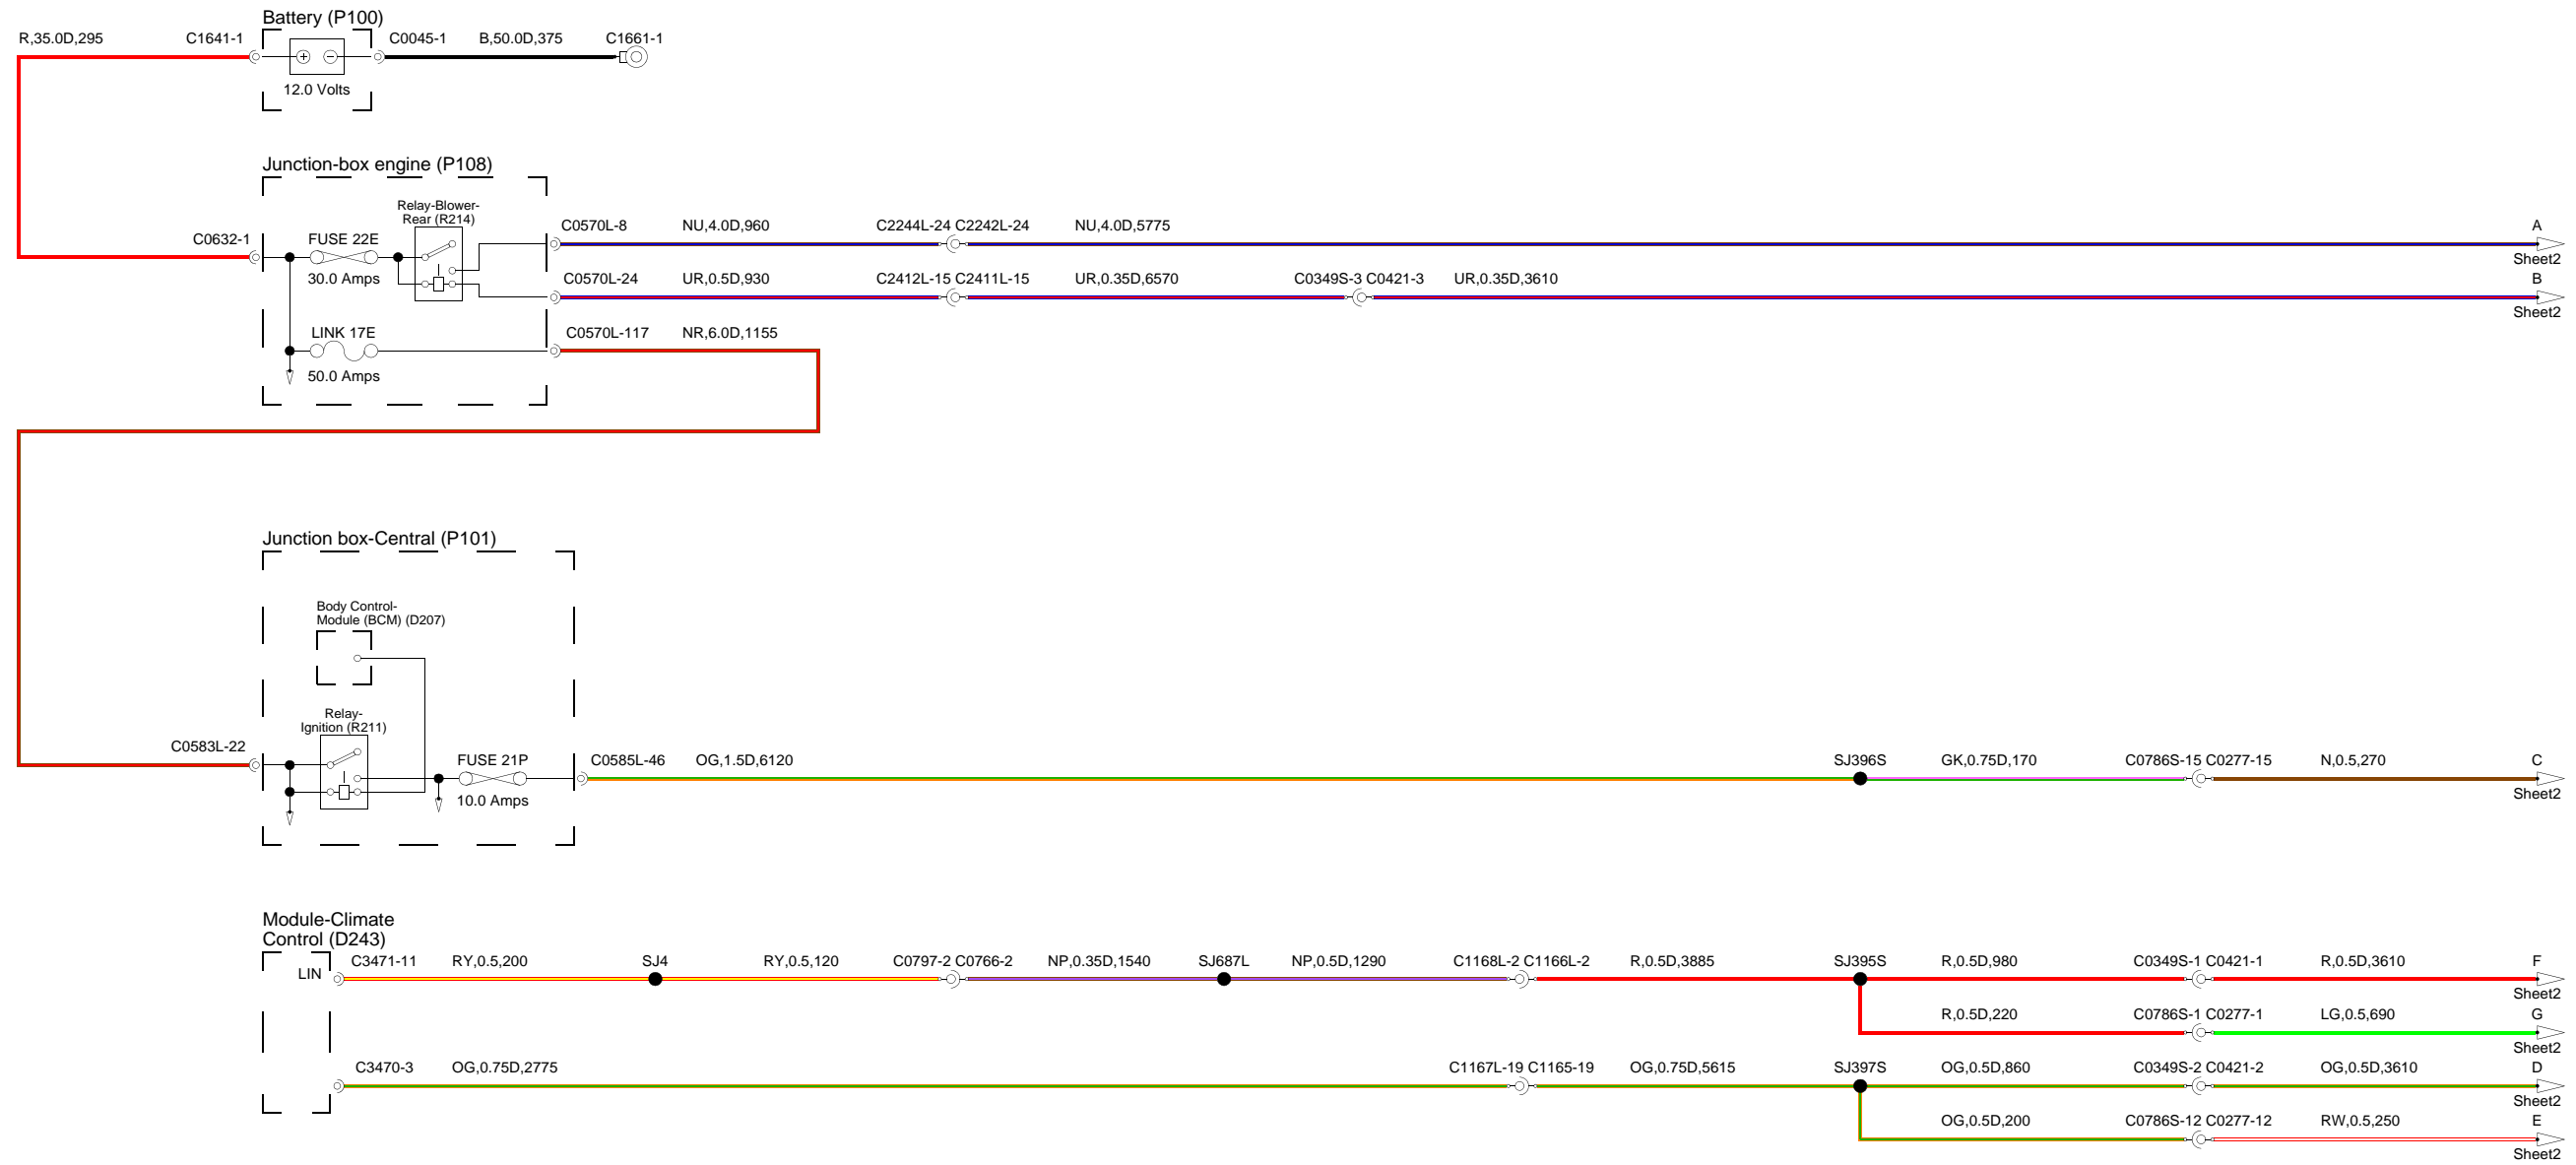 Battery (P100)
R,35.0D,295
C1641-1
C0045-1
B,50.0D,375
C1661-1
12.0 Volts
Junction-box engine (P108)
Relay-Blower-
Rear (R214)
C0632-1
FUSE 22E
30.0 Amps
C0570L-8
NU,4.0D,960
C2244L-24 C2242L-24
NU,4.0D,5775
A
Sheet2
C0570L-24
UR,0.5D,930
C2412L-15 C2411L-15
UR,0.35D,6570
C0349S-3 C0421-3
UR,0.35D,3610
B
Sheet2
LINK 17E
50.0 Amps
C0570L-117
NR,6.0D,1155
Junction box-Central (P101)
Body Control-
Module (BCM) (D207)
Relay-
Ignition (R211)
C0583L-22
FUSE 21P
10.0 Amps
C0585L-46
OG,1.5D,6120
SJ396S
GK,0.75D,170
C0786S-15 C0277-15
N,0.5,270
C
Sheet2
Module-Climate
Control (D243)
LIN
C3471-11
RY,0.5,200
SJ4
RY,0.5,120
C0797-2 C0766-2
NP,0.35D,1540
SJ687L
NP,0.5D,1290
C1168L-2 C1166L-2
R,0.5D,3885
SJ395S
R,0.5D,980
C0349S-1 C0421-1
R,0.5D,3610
F
Sheet2
R,0.5D,220
C0786S-1 C0277-1
LG,0.5,690
G
Sheet2
C3470-3
OG,0.75D,2775
C1167L-19 C1165-19
OG,0.75D,5615
SJ397S
OG,0.5D,860
C0349S-2 C0421-2
OG,0.5D,3610
D
Sheet2
OG,0.5D,200
C0786S-12 C0277-12
RW,0.5,250
E
Sheet2